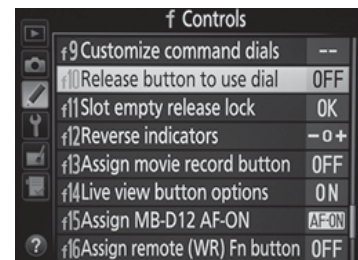 f Controls
f9 Customize command dials --
f10 Release button to use dial OFF
f11 Slot empty release lock OK
f12 Reverse indicators -0+
f13 Assign movie record button OFF
f14 Live view button options ON
f15 Assign MB-D12 AF-ON AF-ON
? f16 Assign remote (WR) Fn button OFF